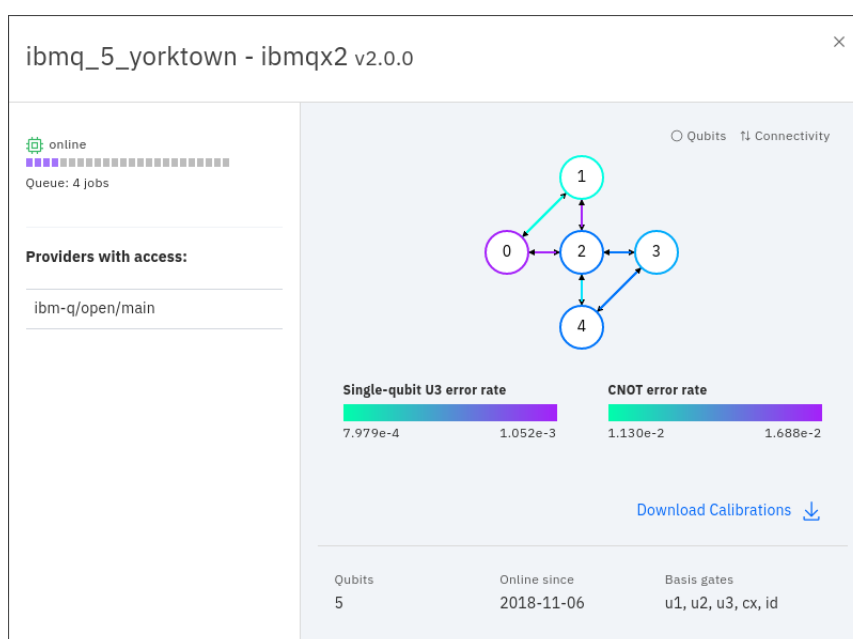 ibmq_5_yorktown - ibmqx2 v2.0.0
online
Queue: 4 jobs
Providers with access:
ibm-q/open/main
Qubits Connectivity
1
0 2 3
4
Single-qubit U3 error rate CNOT error rate
7.979e-4 1.052e-3 1.130e-2 1.688e-2
Download Calibrations
Qubits Online since Basis gates
5 2018-11-06 u1, u2, u3, cx, id